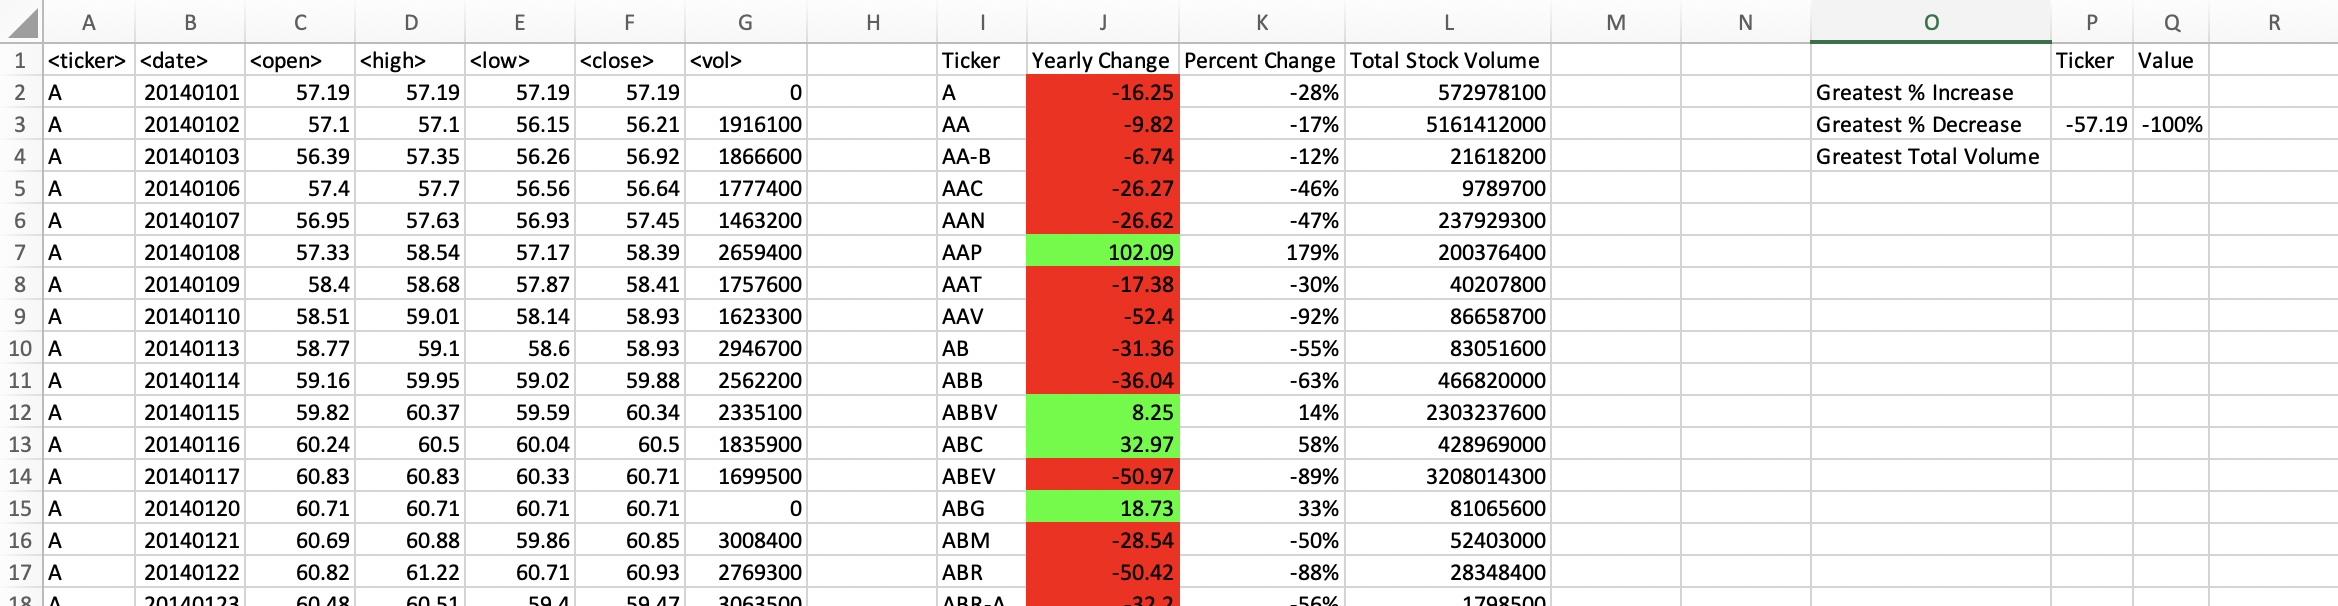 A B C D E F G H I J K L M N O P Q R
1 <ticker> <date> <open> <high> <low> <close> <vol> Ticker Yearly Change Percent Change Total Stock Volume Ticker Value
2 A 20140101 57.19 57.19 57.19 57.19 0 A -16.25 -28% 572978100 Greatest % Increase
3 A 20140102 57.1 57.1 56.15 56.21 1916100 AA -9.82 -17% 5161412000 Greatest % Decrease -57.19 -100%
4 A 20140103 56.39 57.35 56.26 56.92 1866600 AA-B -6.74 -12% 21618200 Greatest Total Volume
5 A 20140106 57.4 57.7 56.56 56.64 1777400 AAC -26.27 -46% 9789700
6 A 20140107 56.95 57.63 56.93 57.45 1463200 AAN -26.62 -47% 237929300
7 A 20140108 57.33 58.54 57.17 58.39 2659400 AAP 102.09 179% 200376400
8 A 20140109 58.4 58.68 57.87 58.41 1757600 AAT -17.38 -30% 40207800
9 A 20140110 58.51 59.01 58.14 58.93 1623300 AAV -52.4 -92% 86658700
10 A 20140113 58.77 59.1 58.6 58.93 2946700 AB -31.36 -55% 83051600
11 A 20140114 59.16 59.95 59.02 59.88 2562200 ABB -36.04 -63% 466820000
12 A 20140115 59.82 60.37 59.59 60.34 2335100 ABBV 8.25 14% 2303237600
13 A 20140116 60.24 60.5 60.04 60.5 1835900 ABC 32.97 58% 428969000
14 A 20140117 60.83 60.83 60.33 60.71 1699500 ABEV -50.97 -89% 3208014300
15 A 20140120 60.71 60.71 60.71 60.71 0 ABG 18.73 33% 81065600
16 A 20140121 60.69 60.88 59.86 60.85 3008400 ABM -28.54 -50% 52403000
17 A 20140122 60.82 61.22 60.71 60.93 2769300 ABR -50.42 -88% 28348400
18 A 20140123 60.48 60.51 59.4 59.47 3063500 ABR-A -32.2 -56% 1798500